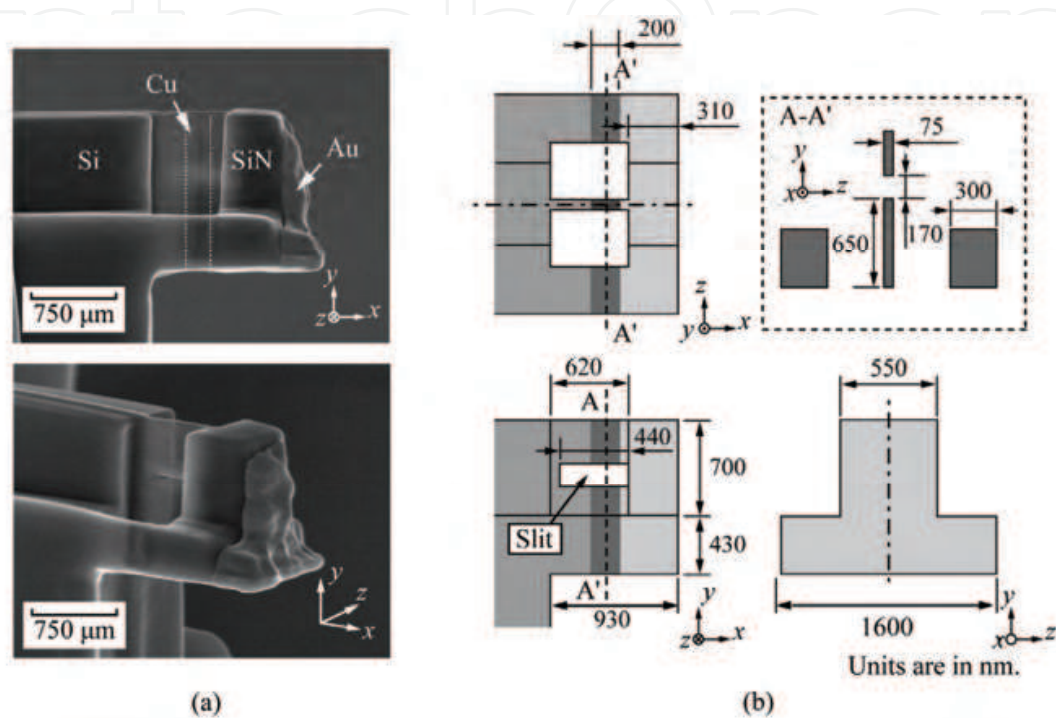 Cu
Si
SiN
Au
750 μm
y
z
x
750 μm
y
z
x
(a)
200
A'
310
A'
z
y
x
A-A'
y
x
z
75
300
650
170
620
A
440
700
Slit
430
A'
930
y
z
x
550
1600
y
x
z
Units are in nm.
(b)